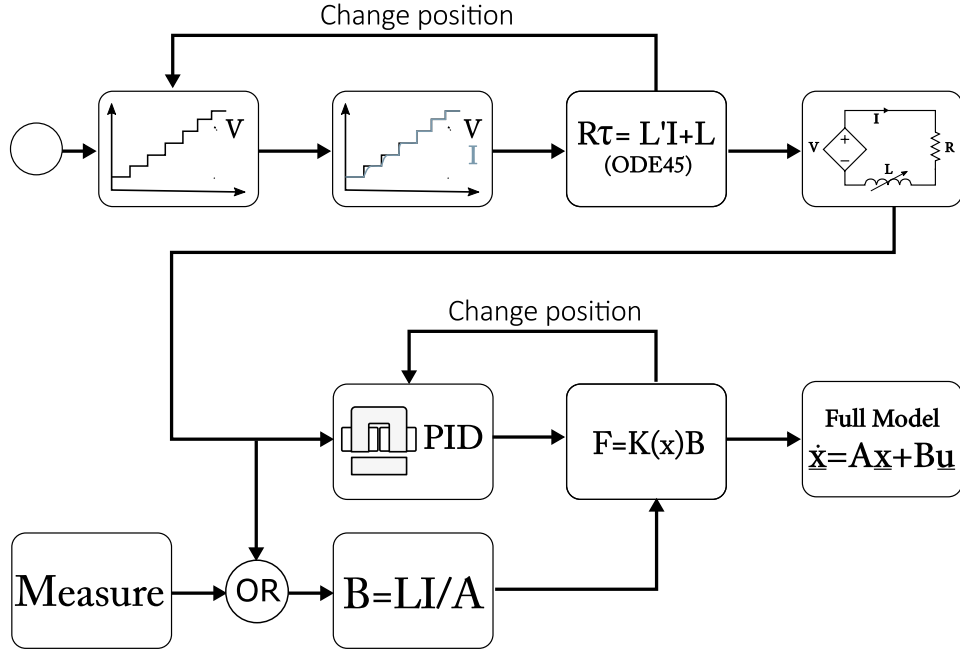 Change position
V
V
I
Rτ= L'I+L
(ODE45)
I
V
+
−
R
L
Change position
PID
F=K(x)B
Full Model
ẋ=Ax+Bu
Measure
OR
B=LI/A